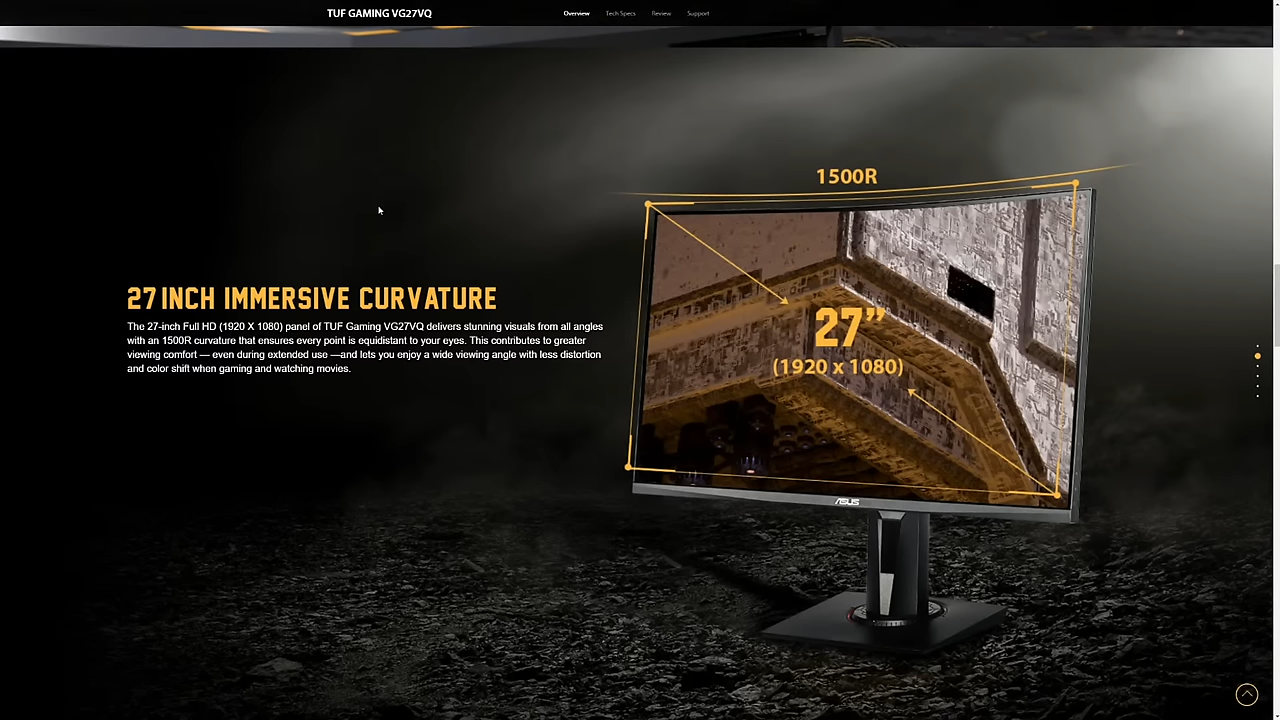 TUF GAMING VG27VQ
Overview Tech Specs Review Support
1500R
27 INCH IMMERSIVE CURVATURE
The 27-inch Full HD (1920 X 1080) panel of TUF Gaming VG27VQ delivers stunning visuals from all angles
with an 1500R curvature that ensures every point is equidistant to your eyes. This contributes to greater
viewing comfort — even during extended use —and lets you enjoy a wide viewing angle with less distortion
and color shift when gaming and watching movies.
27”
(1920 x 1080)
ASUS